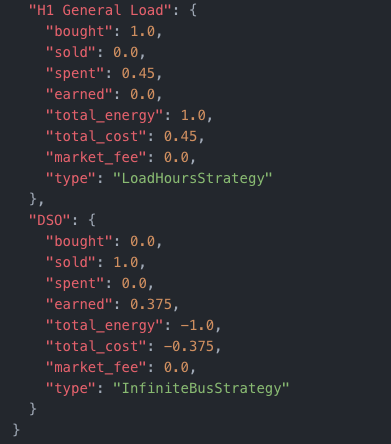 "H1 General Load": {
"bought": 1.0,
"sold": 0.0,
"spent": 0.45,
"earned": 0.0,
"total_energy": 1.0,
"total_cost": 0.45,
"market_fee": 0.0,
"type": "LoadHoursStrategy"
},
"DSO": {
"bought": 0.0,
"sold": 1.0,
"spent": 0.0,
"earned": 0.375,
"total_energy": −1.0,
"total_cost": −0.375,
"market_fee": 0.0,
"type": "InfiniteBusStrategy"
}
}